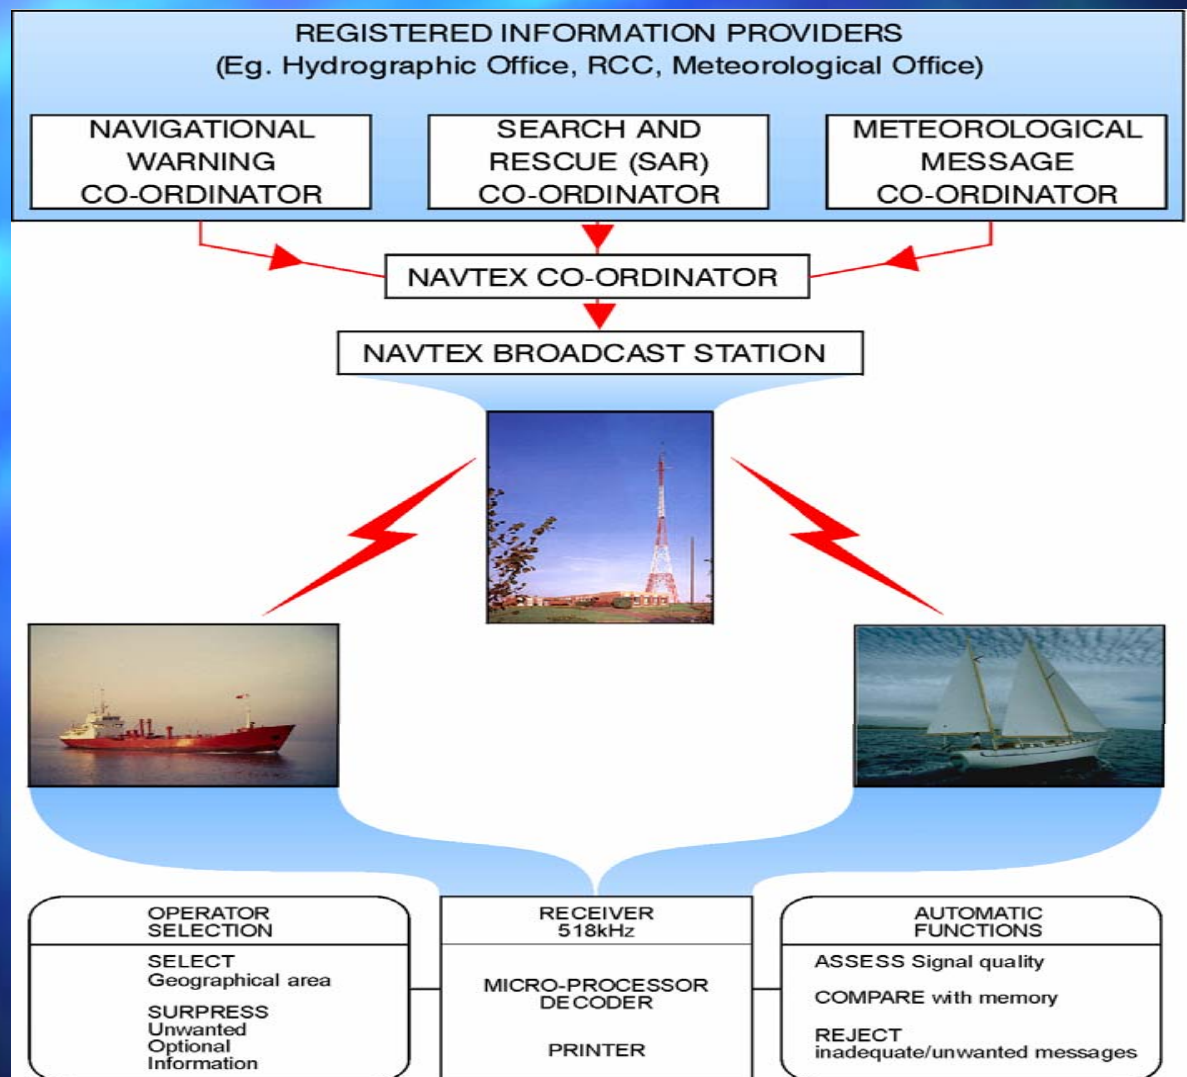 REGISTERED INFORMATION PROVIDERS
(Eg. Hydrographic Office, RCC, Meteorological Office)
NAVIGATIONAL
WARNING
CO-ORDINATOR
SEARCH AND
RESCUE (SAR)
CO-ORDINATOR
METEOROLOGICAL
MESSAGE
CO-ORDINATOR
NAVTEX CO-ORDINATOR
NAVTEX BROADCAST STATION
OPERATOR
SELECTION
SELECT
Geographical area
SURPRESS
Unwanted
Optional
Information
RECEIVER
518kHz
MICRO-PROCESSOR
DECODER
PRINTER
AUTOMATIC
FUNCTIONS
ASSESS Signal quality
COMPARE with memory
REJECT
inadequate/unwanted messages